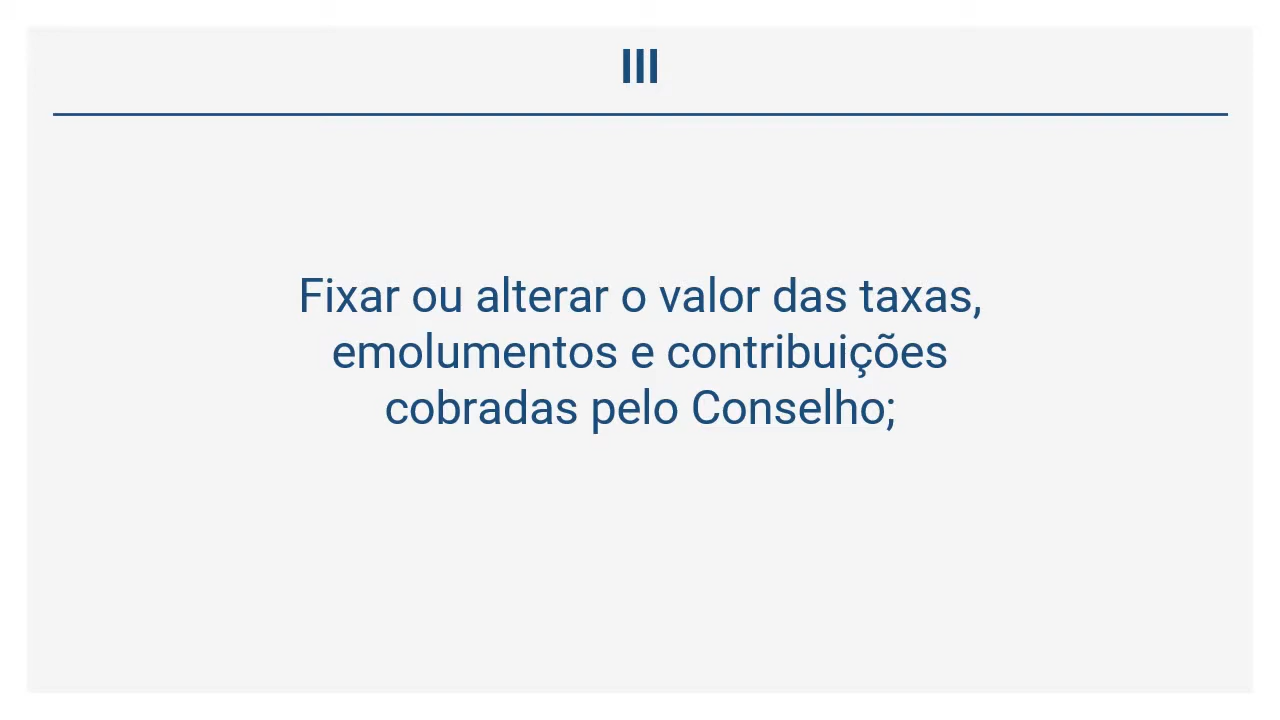 III
Fixar ou alterar o valor das taxas,
emolumentos e contribuições
cobradas pelo Conselho;